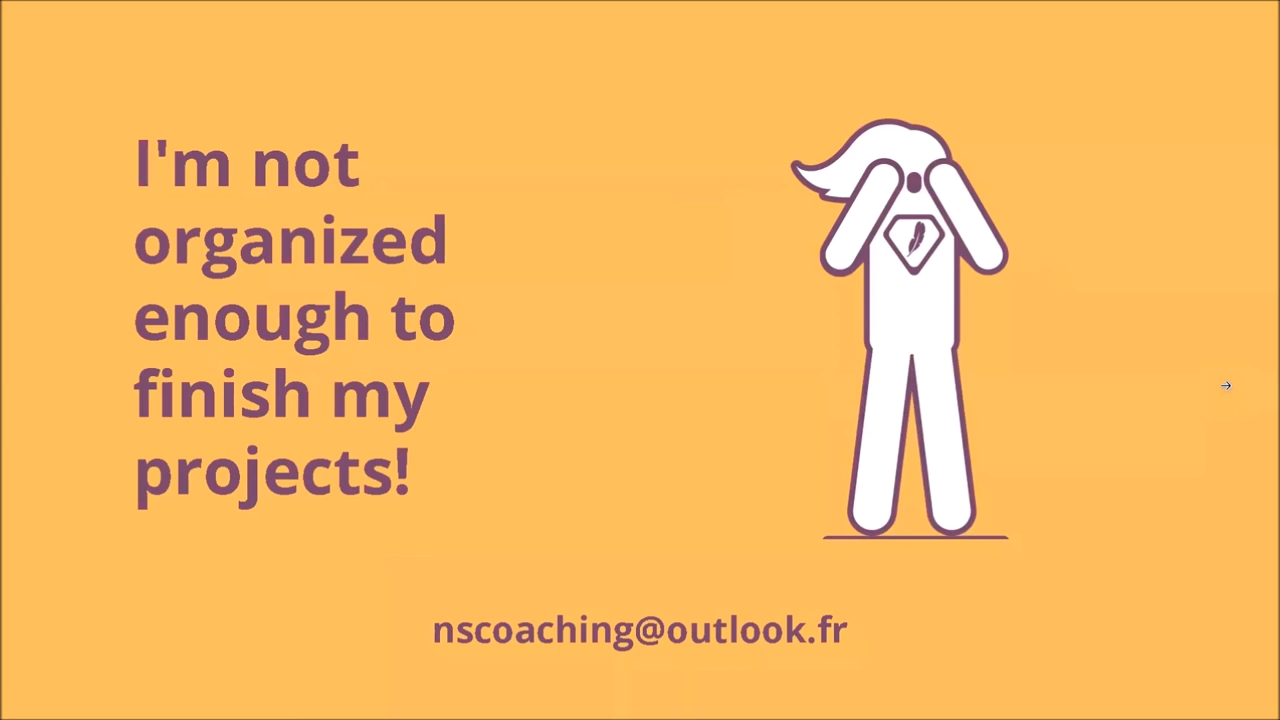 I'm not
organized
enough to
finish my
projects!
nscoaching@outlook.fr